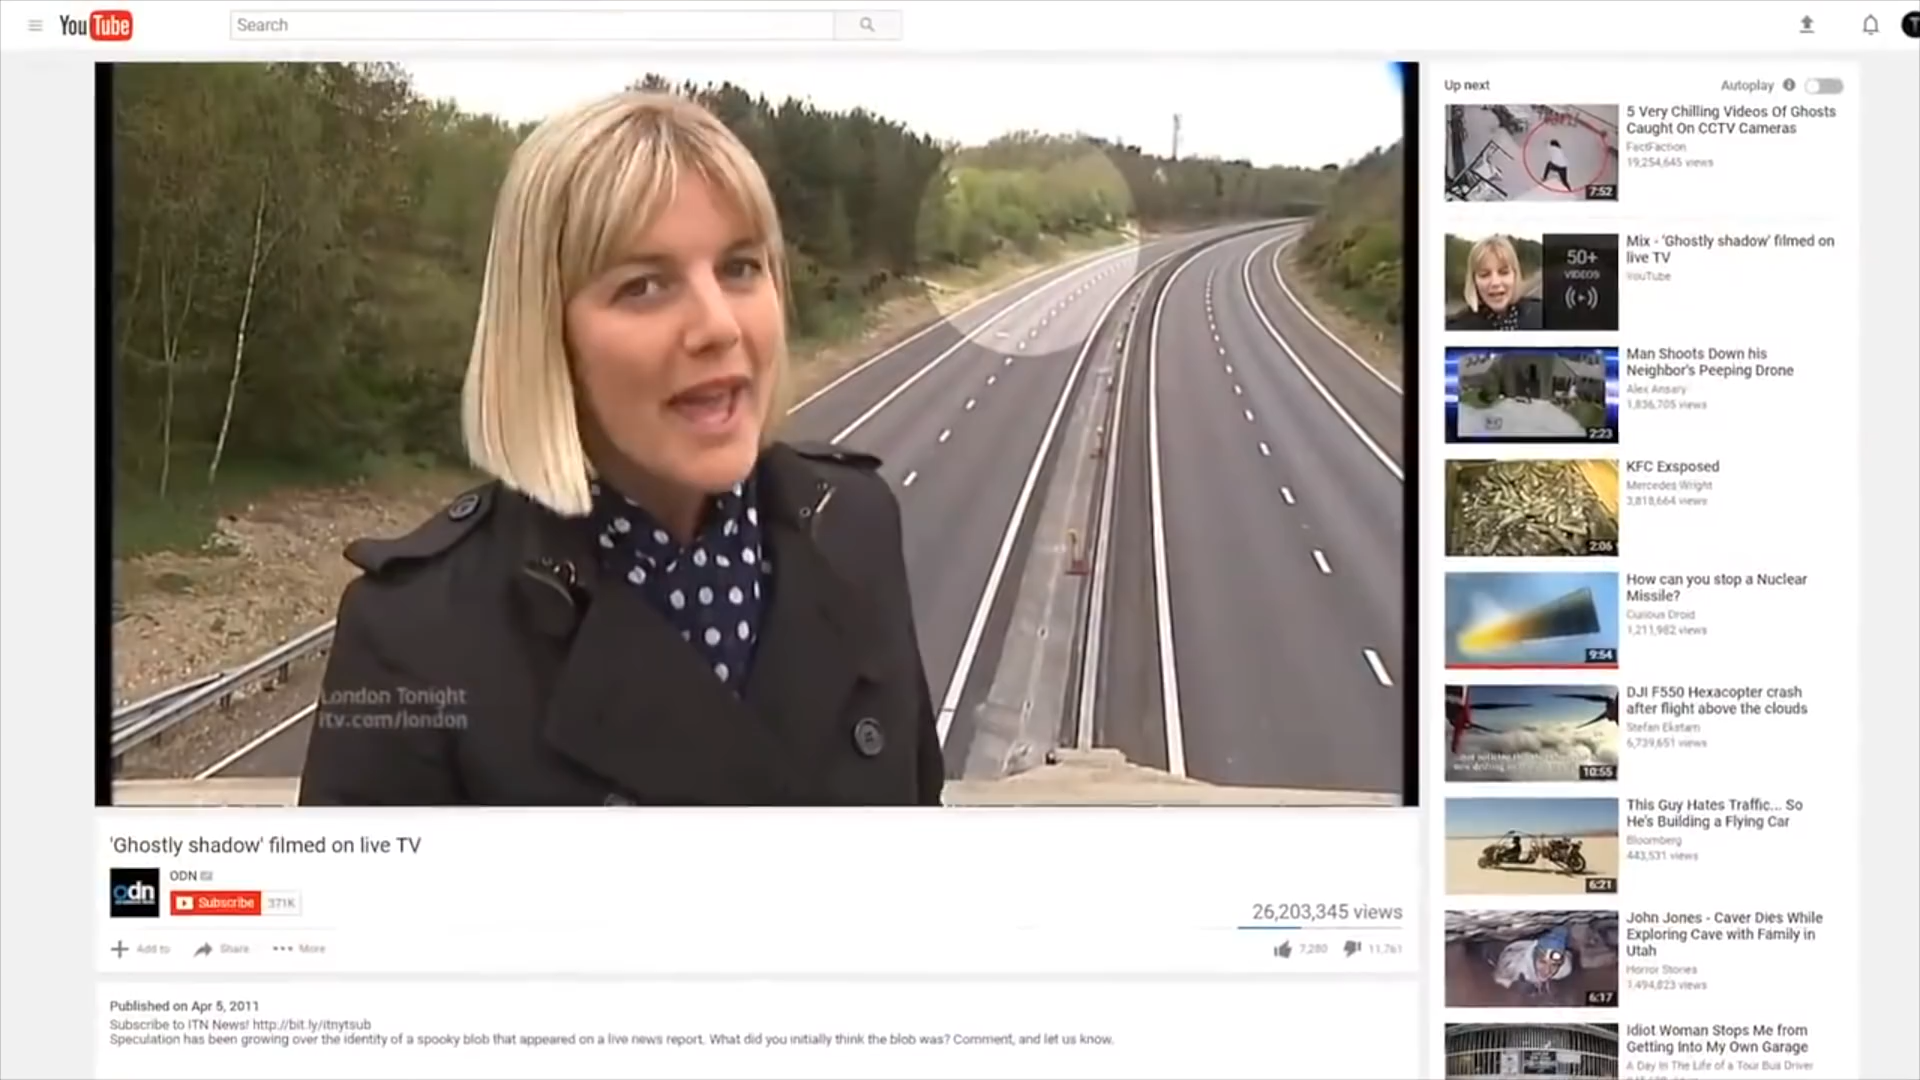 YouTube
Search
London Tonight
itv.com/london
'Ghostly shadow' filmed on live TV
odn
ODN
Subscribe 371K
26,203,345 views
Add to Share More
7,280 11,761
Published on Apr 5, 2011
Subscribe to ITN News! http://bit.ly/itnytsub
Speculation has been growing over the identity of a spooky blob that appeared on a live news report. What did you initially think the blob was? Comment, and let us know.
Up next Autoplay
5 Very Chilling Videos Of Ghosts
Caught On CCTV Cameras
FactFaction
19,254,645 views
7:52
Mix - 'Ghostly shadow' filmed on
live TV
YouTube
50+
VIDEOS
Man Shoots Down his
Neighbor's Peeping Drone
Alex Ansary
1,836,705 views
2:23
KFC Exsposed
Mercedes Wright
3,818,664 views
2:06
How can you stop a Nuclear
Missile?
Curious Droid
1,211,982 views
9:54
DJI F550 Hexacopter crash
after flight above the clouds
Stefan Ekstam
6,739,651 views
10:55
This Guy Hates Traffic... So
He's Building a Flying Car
Bloomberg
443,531 views
6:21
John Jones - Caver Dies While
Exploring Cave with Family in
Utah
Horror Stories
1,494,823 views
6:17
Idiot Woman Stops Me from
Getting Into My Own Garage
A Day In The Life of a Tour Bus Driver